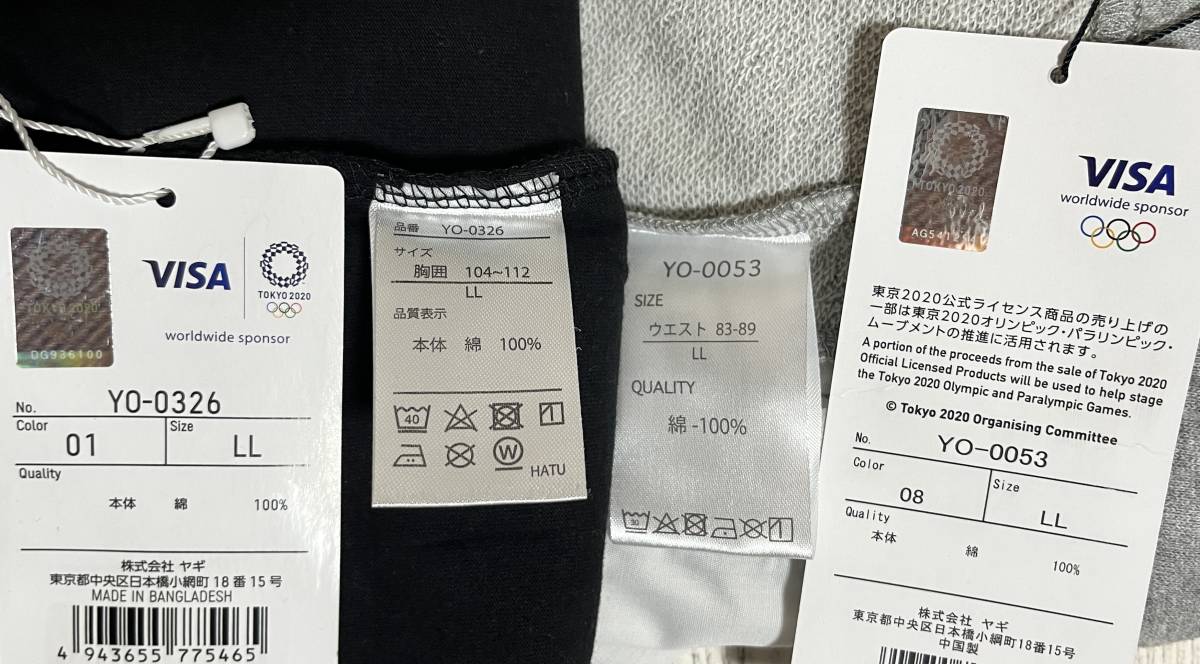 TOKYO 2020
DG936100
VISA
TOKYO 2020
worldwide sponsor
No. YO-0326
Color 01 Size LL
Quality
本体 綿 100%
株式会社 ヤギ
東京都中央区日本橋小網町18番15号
MADE IN BANGLADESH
4 943655 775465
品番 YO-0326
サイズ
胸囲 104~112
LL
品質表示
本体 綿 100%
40
W
HATU
YO-0053
SIZE
ウエスト 83-89
LL
QUALITY
綿-100%
30
TOKYO 2020
VISA
worldwide sponsor
東京2020公式ライセンス商品の売り上げの
一部は東京2020オリンピック・パラリンピック・
ムーブメントの推進に活用されます。
A portion of the proceeds from the sale of Tokyo 2020
Official Licensed Products will be used to help stage
the Tokyo 2020 Olympic and Paralympic Games.
© Tokyo 2020 Organising Committee
No. YO-0053
Color 08 Size LL
Quality
本体 綿 100%
株式会社 ヤギ
東京都中央区日本橋小網町18番15号
中国製